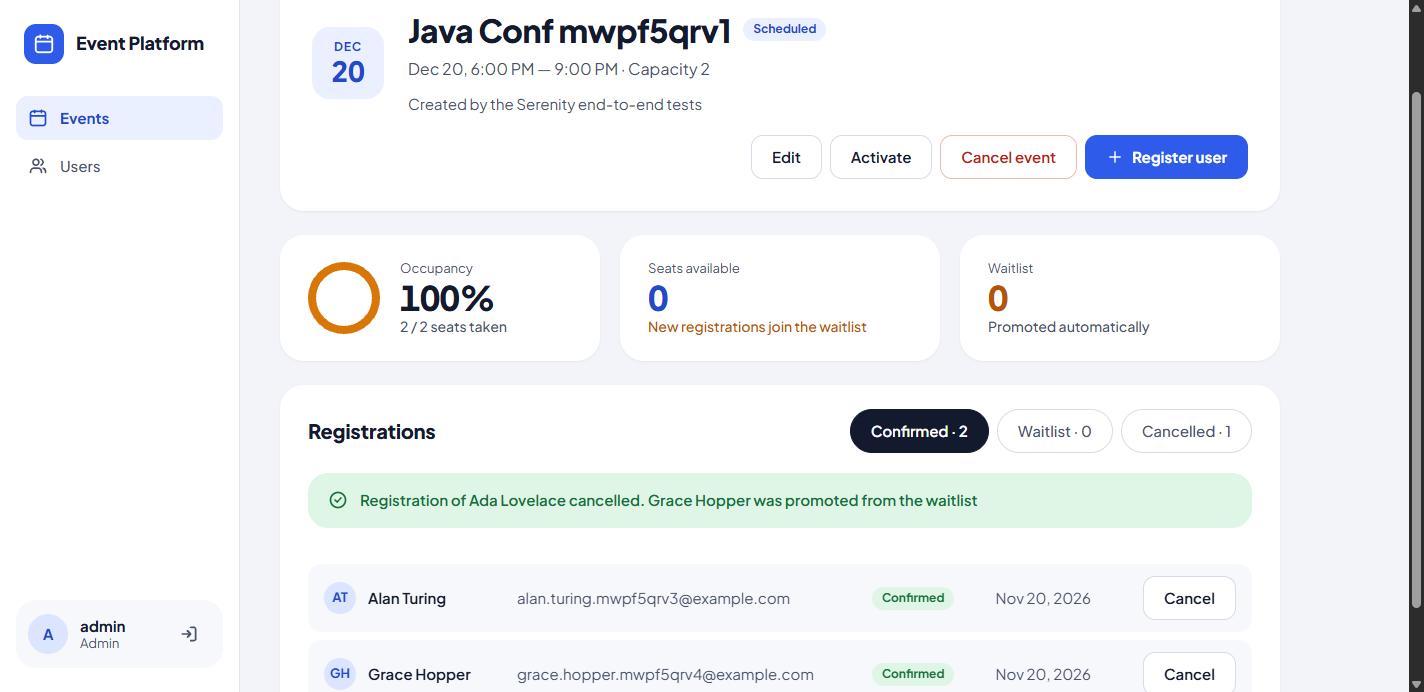 Event Platform
Events
Users
A
admin
Admin
DEC
20
Java Conf mwpf5qrv1
Scheduled
Dec 20, 6:00 PM — 9:00 PM · Capacity 2
Created by the Serenity end-to-end tests
Edit
Activate
Cancel event
Register user
Occupancy
100%
2 / 2 seats taken
Seats available
0
New registrations join the waitlist
Waitlist
0
Promoted automatically
Registrations
Confirmed · 2
Waitlist · 0
Cancelled · 1
Registration of Ada Lovelace cancelled. Grace Hopper was promoted from the waitlist
AT Alan Turing alan.turing.mwpf5qrv3@example.com Confirmed Nov 20, 2026 Cancel
GH Grace Hopper grace.hopper.mwpf5qrv4@example.com Confirmed Nov 20, 2026 Cancel